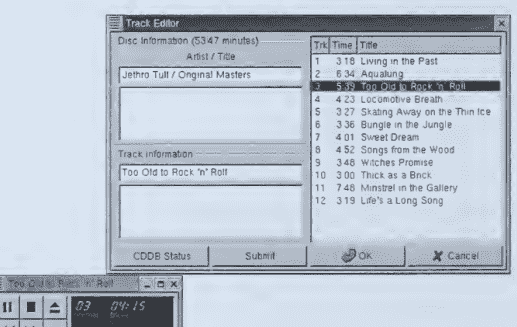 Track Editor
Disc Information (53:47 minutes)
Artist / Title
Jethro Tull / Original Masters
Track Information
Too Old to Rock 'n' Roll
Trk Time Title
1 3:18 Living in the Past
2 6:34 Aqualung
3 5:39 Too Old to Rock 'n' Roll
4 4:23 Locomotive Breath
5 3:27 Skating Away on the Thin Ice
6 3:36 Bungle in the Jungle
7 4:01 Sweet Dream
8 4:52 Songs from the Wood
9 3:48 Witches Promise
10 3:00 Thick as a Brick
11 7:48 Minstrel in the Gallery
12 3:19 Life's a Long Song
CDDB Status
Submit
OK
Cancel
Too Old to Rock 'n' Roll
03 04:15